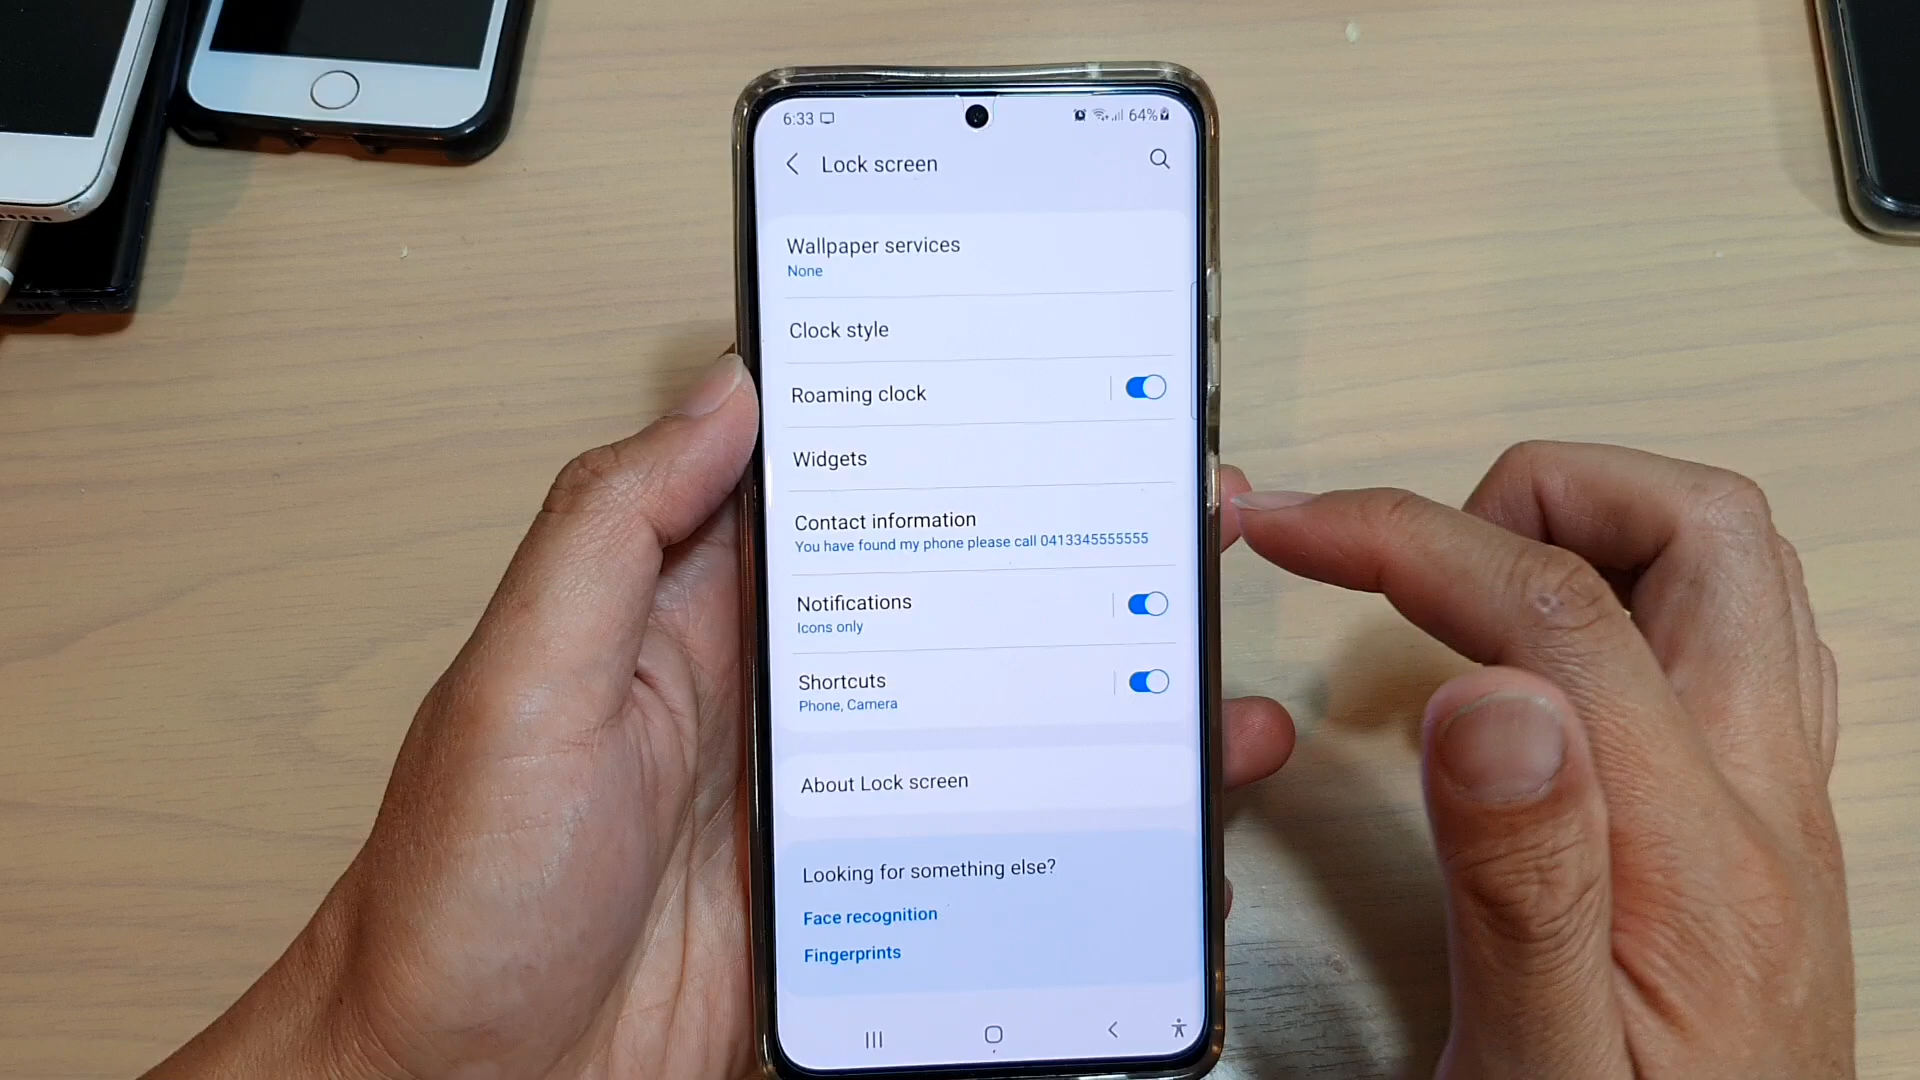 6:33 64%
Lock screen
Wallpaper services
None
Clock style
Roaming clock
Widgets
Contact information
You have found my phone please call 0413345555555
Notifications
Icons only
Shortcuts
Phone, Camera
About Lock screen
Looking for something else?
Face recognition
Fingerprints